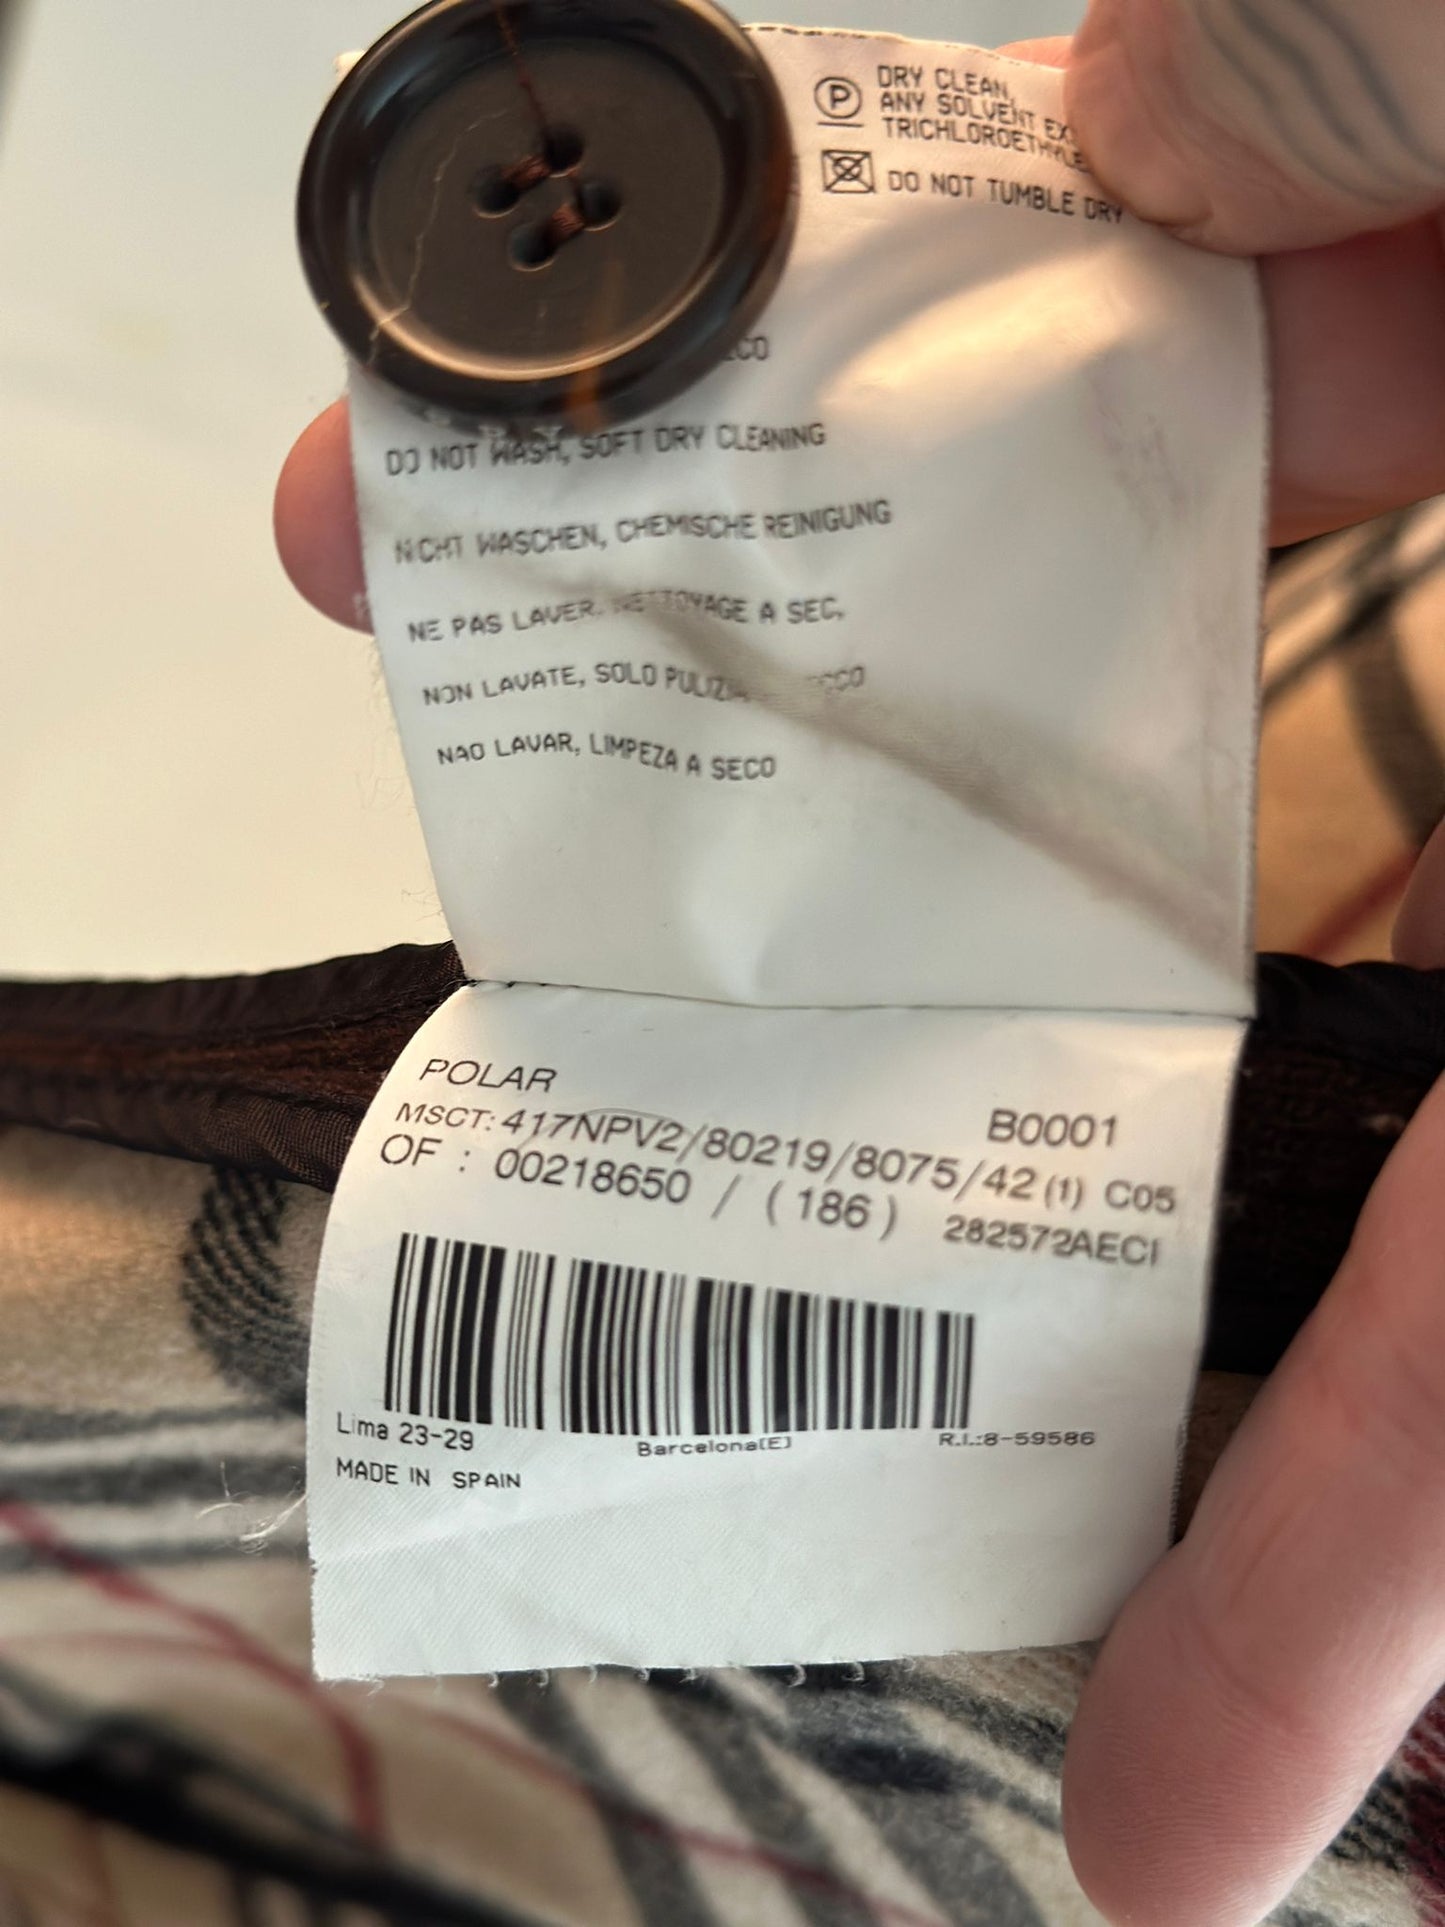 P
DRY CLEAN,
ANY SOLVENT
DO NOT TUMBLE DRY
DO NOT WASH, SOFT DRY CLEANING
NICHT WASCHEN, CHEMISCHE REINIGUNG
NE PAS LAVER. NETTOYAGE A SEC.
NON LAVATE, SOLO
NAO LAVAR, LIMPEZA A SECO
POLAR
B0001
MSCT: 417NPV2/80219/8075/42 (1) C05
OF : 00218650 / ( 186 ) 282572AECI
Lima 23-29
Barcelona(E)
R.I.:8-59586
MADE IN SPAIN